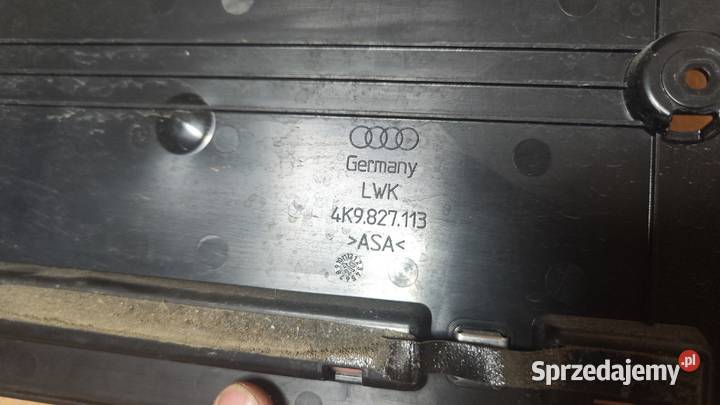 Germany
LWK
4K9.827.113
>ASA<
Sprzedajemy.pl